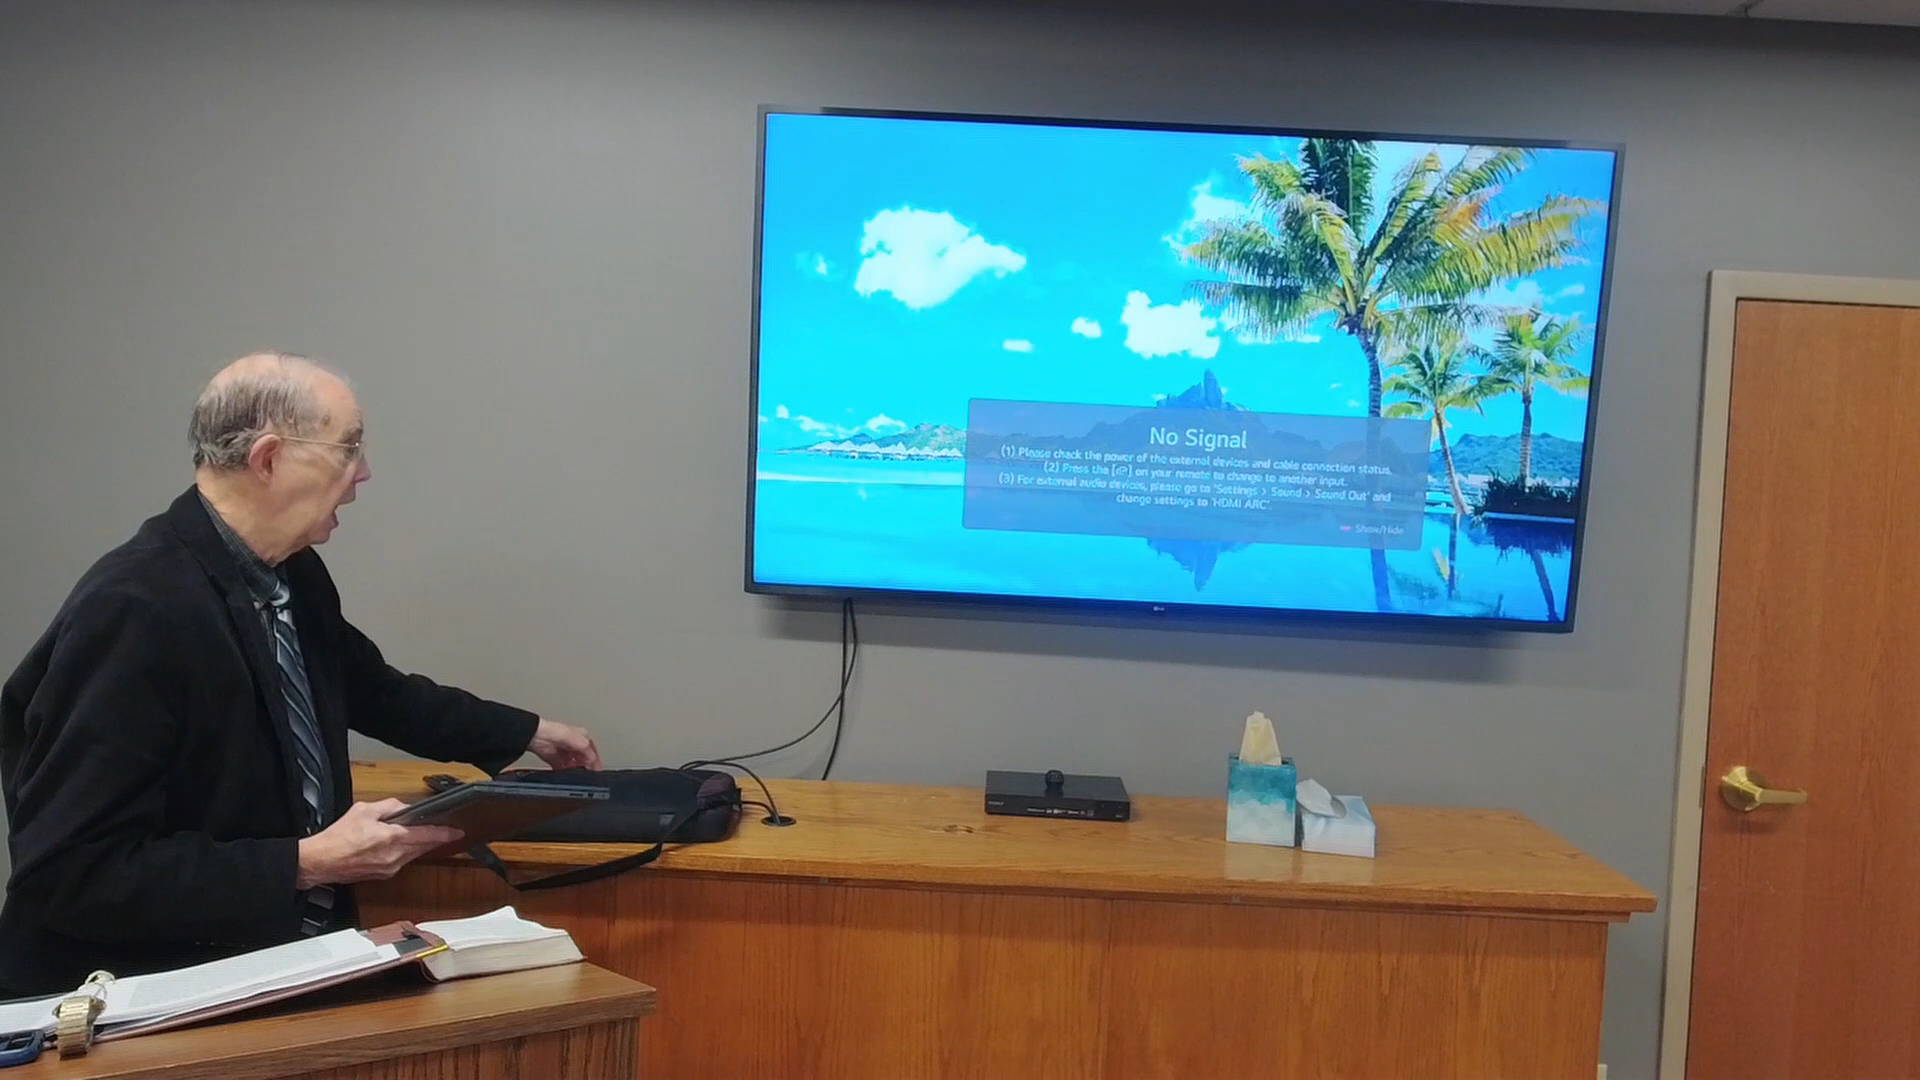 No Signal
(1) Please check the power of the external devices and cable connection status.
(2) Press the [⏎] on your remote to change to another input.
(3) For external audio devices, please go to 'Settings > Sound > Sound Out' and
change settings to 'HDMI ARC'.
Show/Hide
LG
SONY